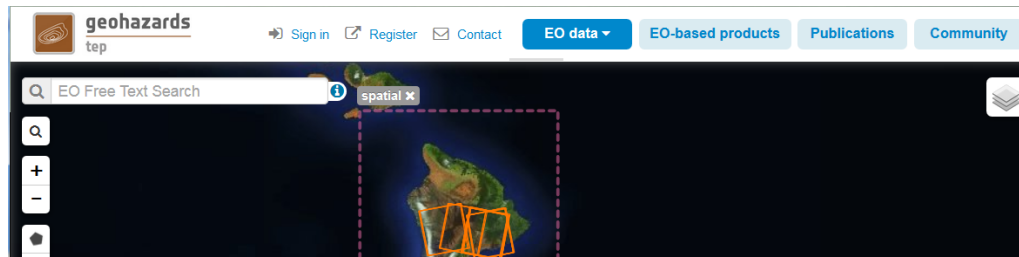 geohazards
tep
Sign in
Register
Contact
EO data
EO-based products
Publications
Community
EO Free Text Search
i
spatial ×
+
−